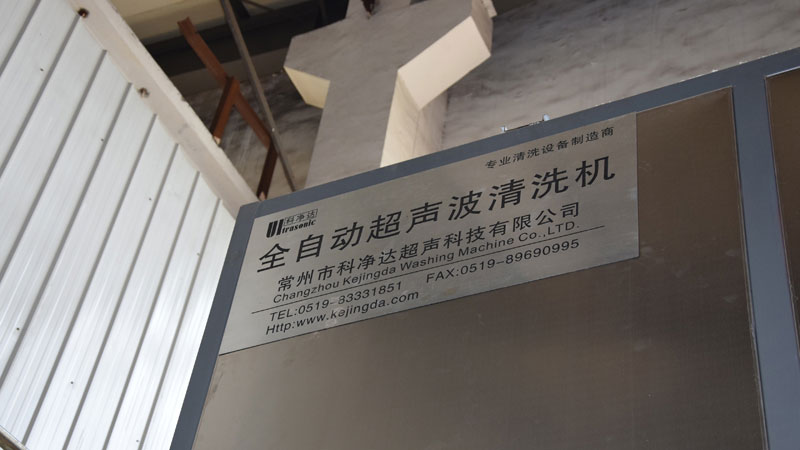 专业清洗设备制造商
科净达
Ultrasonic
全自动超声波清洗机
常州市科净达超声科技有限公司
Changzhou Kejingda Washing Machine Co.,LTD.
TEL:0519-83331851 FAX:0519-89690995
Http:www.kejingda.com